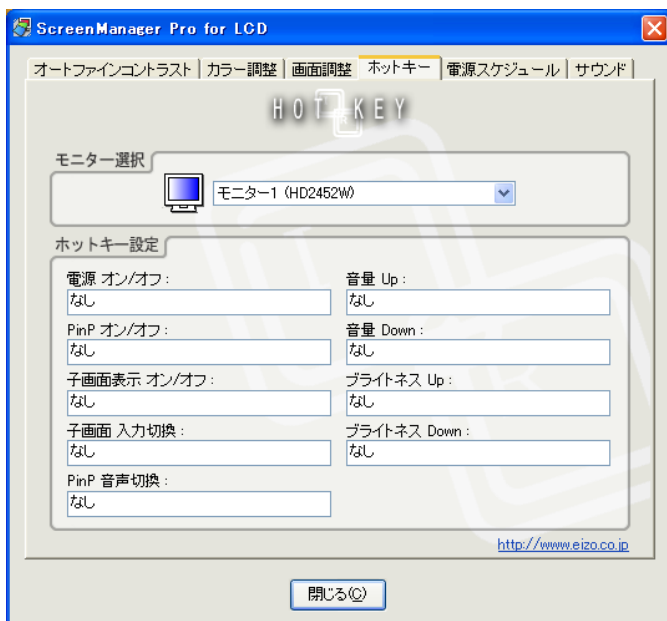 ScreenManager Pro for LCD
オートファインコントラスト カラー調整 画面調整 ホットキー 電源スケジュール サウンド
HOT KEY
モニター選択
モニター1 (HD2452W)
ホットキー設定
電源 オン/オフ :
なし
PinP オン/オフ :
なし
子画面表示 オン/オフ :
なし
子画面 入力切換 :
なし
PinP 音声切換 :
なし
音量 Up :
なし
音量 Down :
なし
ブライトネス Up :
なし
ブライトネス Down :
なし
http://www.eizo.co.jp
閉じる(C)